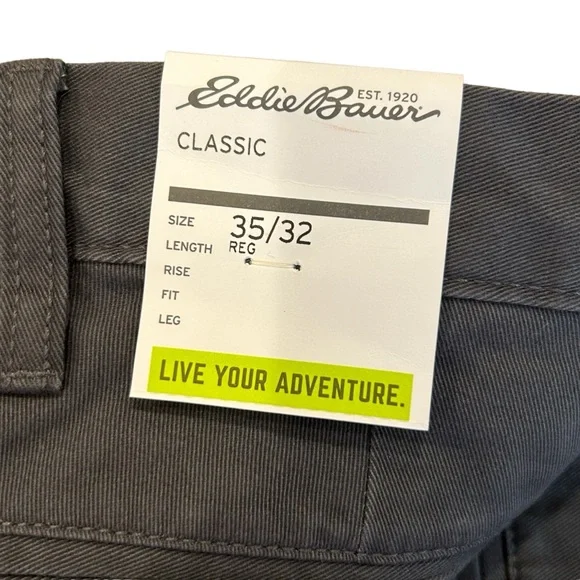 Eddie Bauer EST. 1920
CLASSIC
SIZE 35/32
LENGTH REG
RISE
FIT
LEG
LIVE YOUR ADVENTURE.